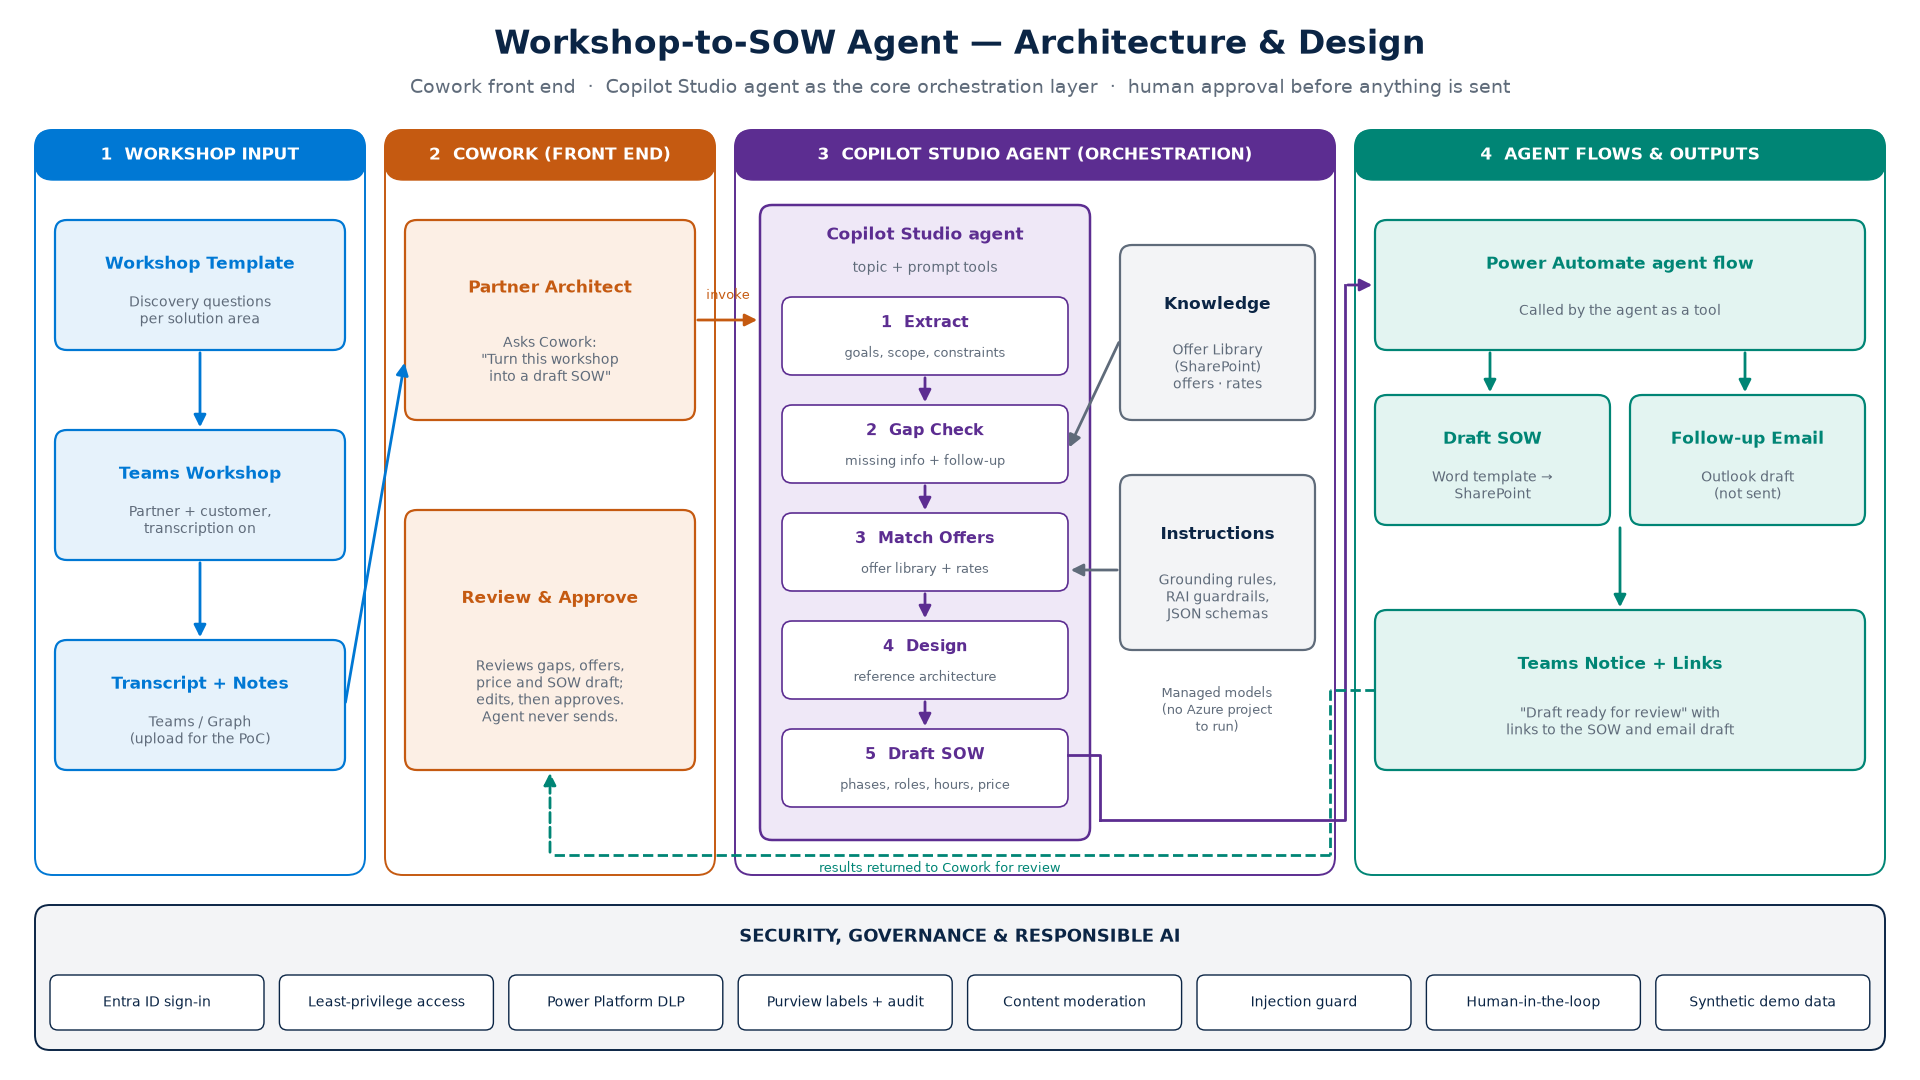 Workshop-to-SOW Agent — Architecture & Design
Cowork front end · Copilot Studio agent as the core orchestration layer · human approval before anything is sent
1 WORKSHOP INPUT
Workshop Template
Discovery questions
per solution area
Teams Workshop
Partner + customer,
transcription on
Transcript + Notes
Teams / Graph
(upload for the PoC)
2 COWORK (FRONT END)
Partner Architect
Asks Cowork:
"Turn this workshop
into a draft SOW"
invoke
Review & Approve
Reviews gaps, offers,
price and SOW draft;
edits, then approves.
Agent never sends.
3 COPILOT STUDIO AGENT (ORCHESTRATION)
Copilot Studio agent
topic + prompt tools
1 Extract
goals, scope, constraints
2 Gap Check
missing info + follow-up
3 Match Offers
offer library + rates
4 Design
reference architecture
5 Draft SOW
phases, roles, hours, price
Knowledge
Offer Library
(SharePoint)
offers · rates
Instructions
Grounding rules,
RAI guardrails,
JSON schemas
Managed models
(no Azure project
to run)
results returned to Cowork for review
4 AGENT FLOWS & OUTPUTS
Power Automate agent flow
Called by the agent as a tool
Draft SOW
Word template →
SharePoint
Follow-up Email
Outlook draft
(not sent)
Teams Notice + Links
"Draft ready for review" with
links to the SOW and email draft
SECURITY, GOVERNANCE & RESPONSIBLE AI
Entra ID sign-in
Least-privilege access
Power Platform DLP
Purview labels + audit
Content moderation
Injection guard
Human-in-the-loop
Synthetic demo data